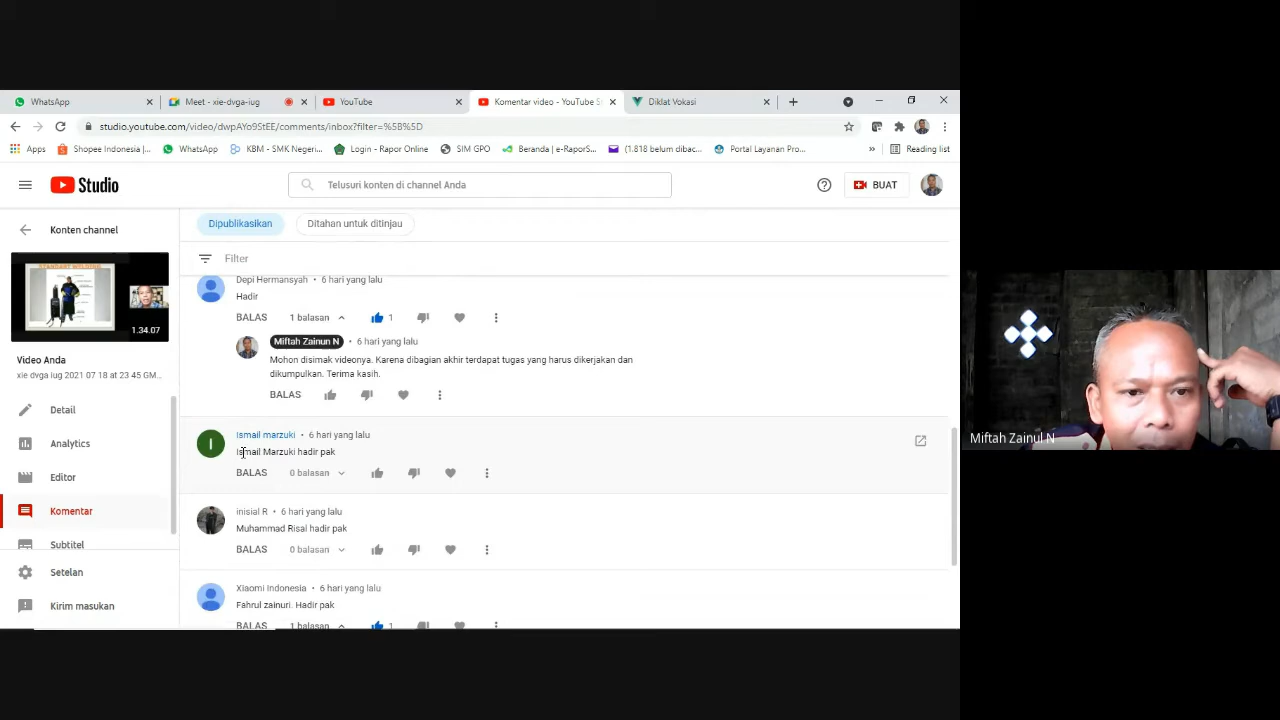 WhatsApp
Meet - xie-dvga-iug
YouTube
Komentar video - YouTube S
Diklat Vokasi
studio.youtube.com/video/dwpAYo9StEE/comments/inbox?filter=%5B%5D
Apps
Shopee Indonesia |...
WhatsApp
KBM - SMK Negeri...
Login - Rapor Online
SIM GPO
Beranda | e-RaporS...
(1.818 belum dibac...
Portal Layanan Pro...
»
Reading list
Studio
Telusuri konten di channel Anda
BUAT
Konten channel
Dipublikasikan
Ditahan untuk ditinjau
Filter
STANDART WELDING
1.34.07
Video Anda
xie dvga iug 2021 07 18 at 23 45 GM...
Detail
Analytics
Editor
Komentar
Subtitel
Setelan
Kirim masukan
Depi Hermansyah • 6 hari yang lalu
Hadir
BALAS 1 balasan 1
Miftah Zainun N • 6 hari yang lalu
Mohon disimak videonya. Karena dibagian akhir terdapat tugas yang harus dikerjakan dan
dikumpulkan. Terima kasih.
BALAS
I
Ismail marzuki • 6 hari yang lalu
Ismail Marzuki hadir pak
BALAS 0 balasan
inisial R • 6 hari yang lalu
Muhammad Risal hadir pak
BALAS 0 balasan
Xiaomi Indonesia • 6 hari yang lalu
Fahrul zainuri. Hadir pak
BALAS 1 balasan 1
Miftah Zainul N